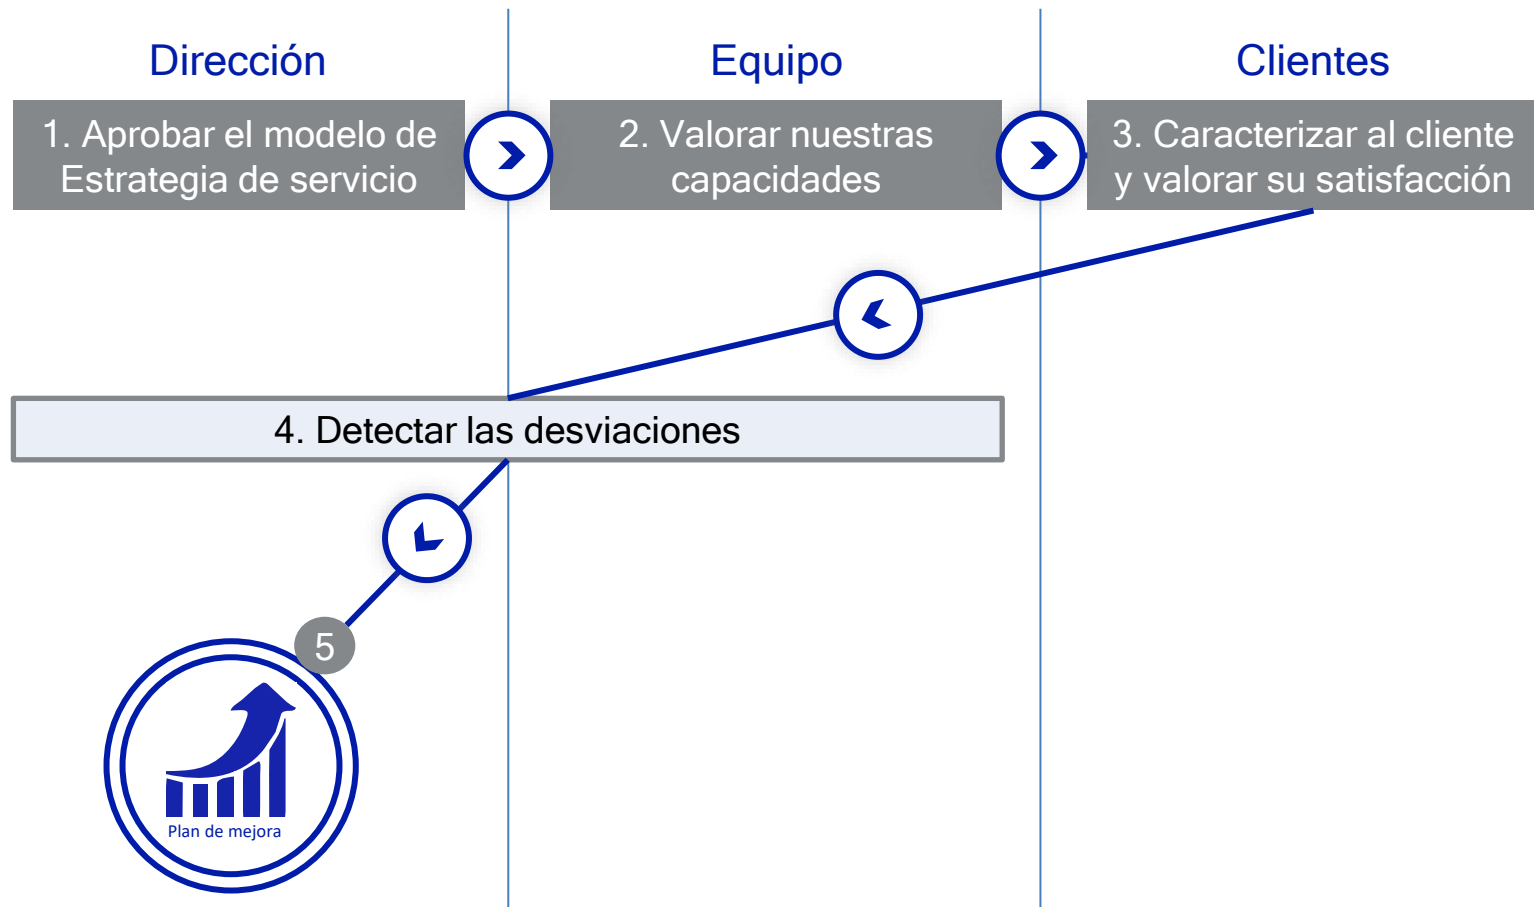 Dirección
Equipo
Clientes
1. Aprobar el modelo de
Estrategia de servicio
2. Valorar nuestras
capacidades
3. Caracterizar al cliente
y valorar su satisfacción
4. Detectar las desviaciones
5
Plan de mejora